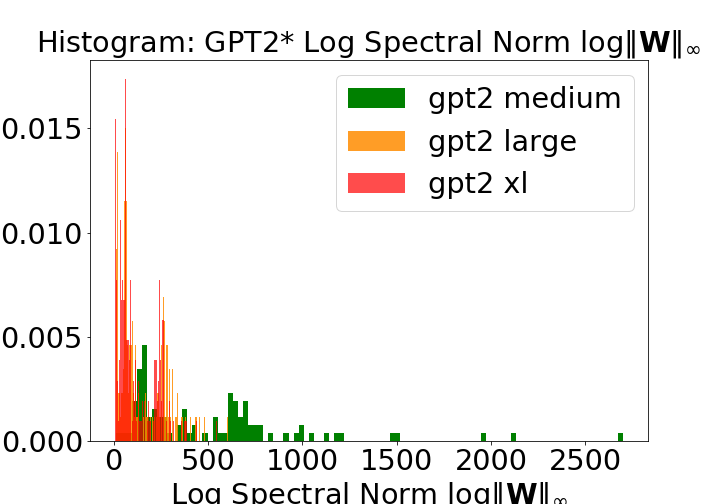 Histogram: GPT2* Log Spectral Norm log‖W‖∞
gpt2 medium
gpt2 large
gpt2 xl
0.015
0.010
0.005
0.000
0 500 1000 1500 2000 2500
Log Spectral Norm log‖W‖∞